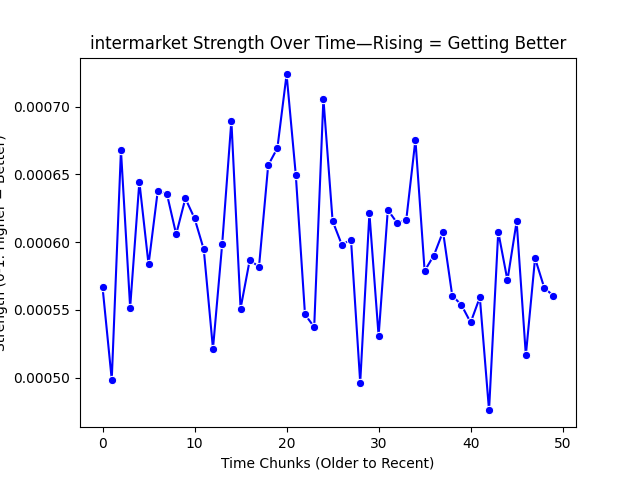 intermarket Strength Over Time—Rising = Getting Better
0.00070
0.00065
0.00060
0.00055
0.00050
Strength (0-1: Higher = Better)
0 10 20 30 40 50
Time Chunks (Older to Recent)